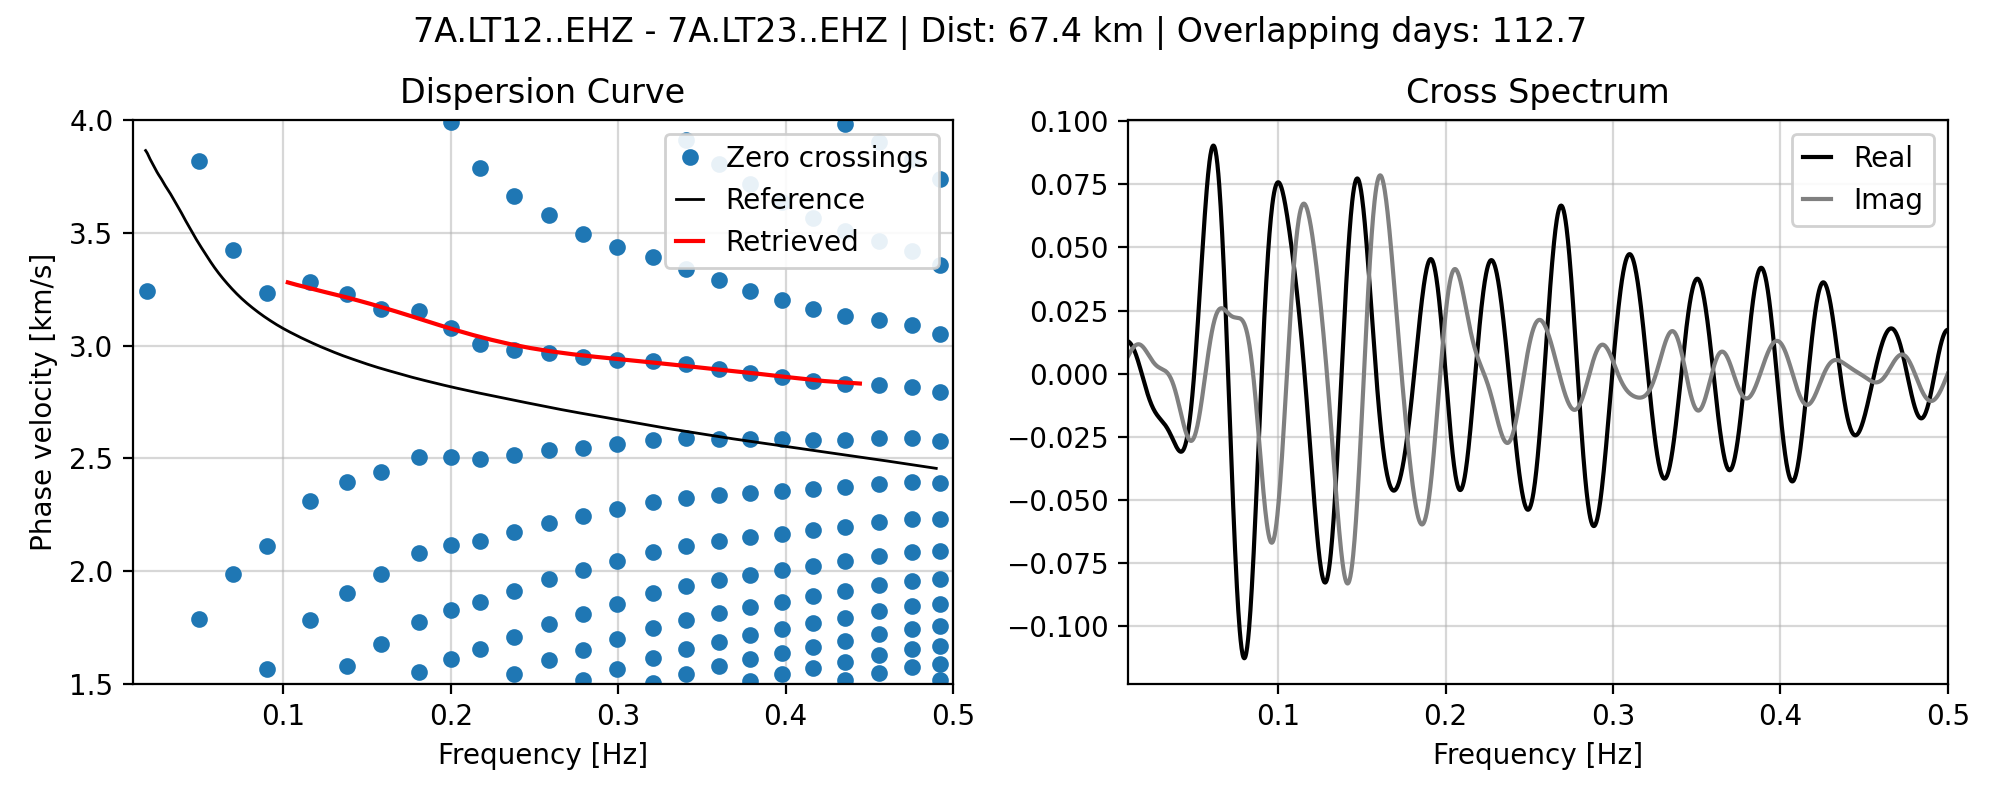 7A.LT12..EHZ - 7A.LT23..EHZ | Dist: 67.4 km | Overlapping days: 112.7
Dispersion Curve
4.0
3.5
3.0
2.5
2.0
1.5
Phase velocity [km/s]
0.1
0.2
0.3
0.4
0.5
Frequency [Hz]
Zero crossings
Reference
Retrieved
Cross Spectrum
0.100
0.075
0.050
0.025
0.000
−0.025
−0.050
−0.075
−0.100
0.1
0.2
0.3
0.4
0.5
Frequency [Hz]
Real
Imag